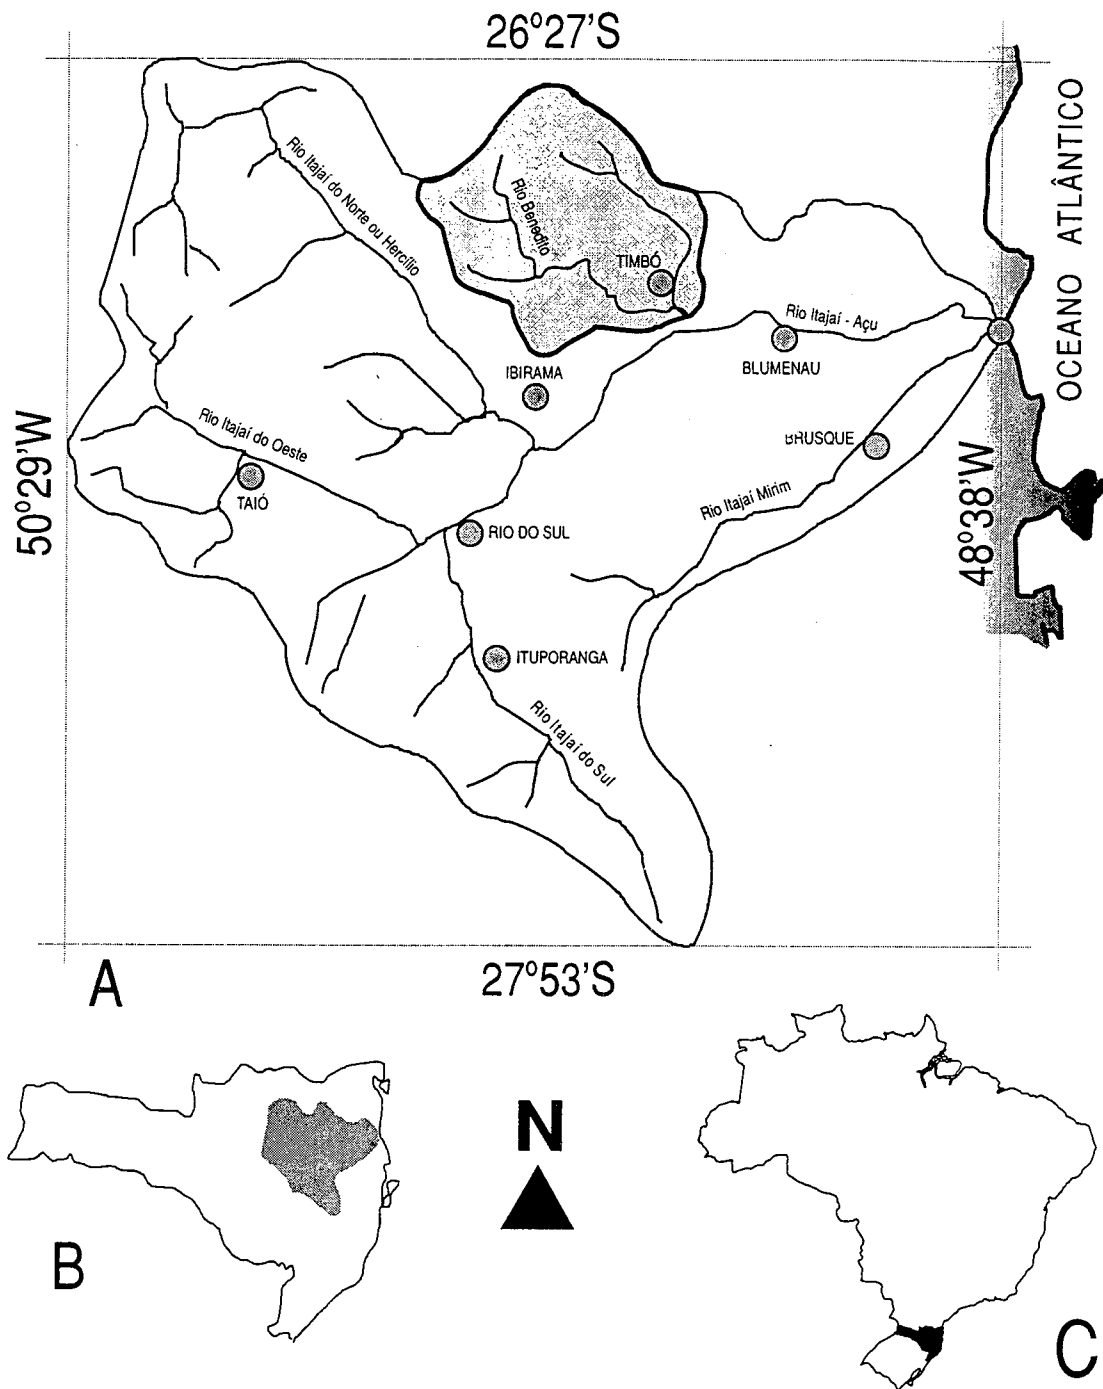 26°27'S
OCEANO ATLÂNTICO
Rio Itajaí do Norte ou Hercílio
Rio Benedito
TIMBÓ
Rio Itajaí - Açu
IBIRAMA
BLUMENAU
50°29'W
Rio Itajaí do Oeste
BRUSQUE
48°38'W
TAIÓ
Rio Itajaí Mirim
RIO DO SUL
ITUPORANGA
Rio Itajaí do Sul
A
27°53'S
N
B
C